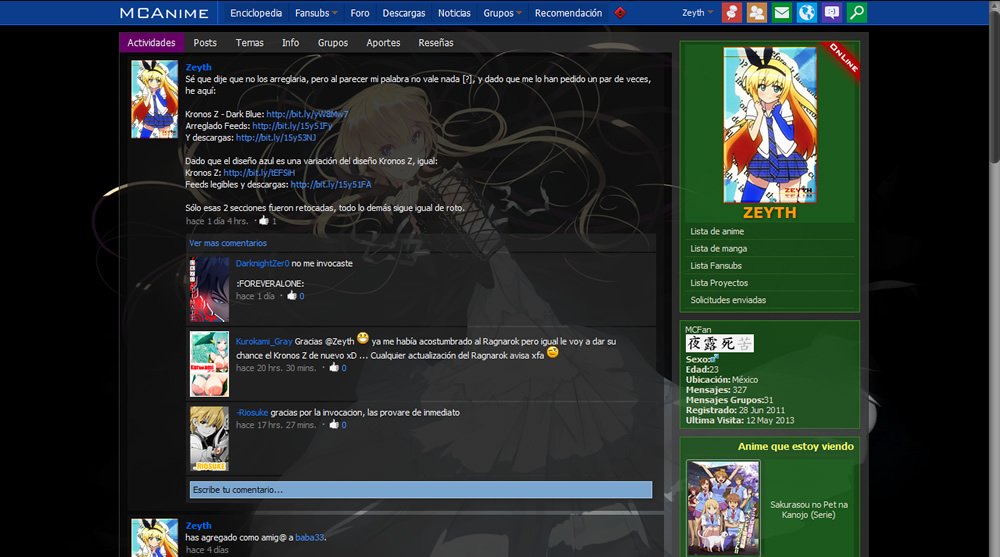 MCANIME
Enciclopedia Fansubs Foro Descargas Noticias Grupos Recomendación
Zeyth
Actividades Posts Temas Info Grupos Aportes Reseñas
Zeyth
Sé que dije que no los arreglaria, pero al parecer mi palabra no vale nada [?], y dado que me lo han pedido un par de veces,
he aquí:
Kronos Z - Dark Blue: http://bit.ly/yW8Mw7
Arreglado Feeds: http://bit.ly/15y51Fy
Y descargas: http://bit.ly/15y53NJ
Dado que el diseño azul es una variación del diseño Kronos Z, igual:
Kronos Z: http://bit.ly/tEFSiH
Feeds legibles y descargas: http://bit.ly/15y51FA
Sólo esas 2 secciones fueron retocadas, todo lo demás sigue igual de roto.
hace 1 día 4 hrs. · 1
Ver mas comentarios
DarknightZer0 no me invocaste
:FOREVERALONE:
hace 1 día · 0
Kurokami_Gray Gracias @Zeyth ya me había acostumbrado al Ragnarok pero igual le voy a dar su
chance el Kronos Z de nuevo xD ... Cualquier actualización del Ragnarok avisa xfa
hace 20 hrs. 30 mins. · 0
RIOSUKE
-Riosuke gracias por la invocacion, las provare de inmediato
hace 17 hrs. 27 mins. · 0
Escribe tu comentario...
Zeyth
has agregado como amig@ a baba33.
hace 4 días
ONLINE
ZEYTH
ZEYTH
Lista de anime
Lista de manga
Lista Fansubs
Lista Proyectos
Solicitudes enviadas
MCFan
夜露死苦
Sexo:
Edad:23
Ubicación: México
Mensajes: 327
Mensajes Grupos:31
Registrado: 28 Jun 2011
Ultima Visita: 12 May 2013
Anime que estoy viendo
Sakurasou no Pet na
Kanojo (Serie)